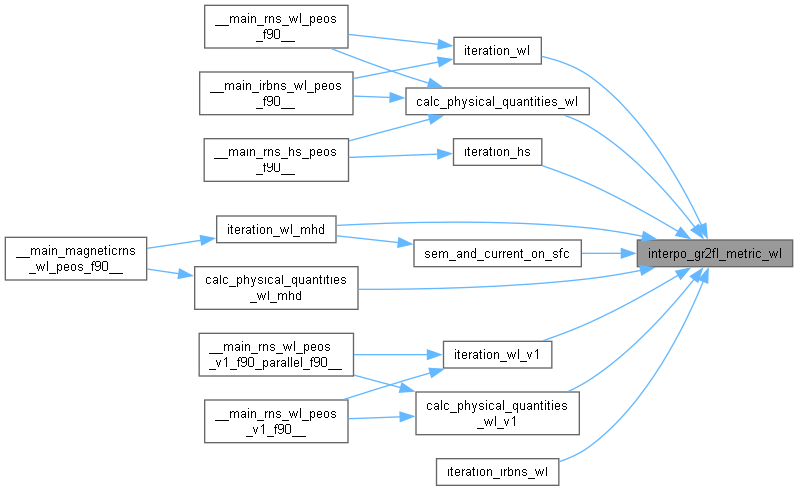 __main_rns_wl_peos
_f90__
iteration_wl
__main_irbns_wl_peos
_f90__
calc_physical_quantities_wl
__main_rns_hs_peos
_f90__
iteration_hs
iteration_wl_mhd
__main_magneticrns
_wl_peos_f90__
sem_and_current_on_sfc
interpo_gr2fl_metric_wl
calc_physical_quantities
_wl_mhd
__main_rns_wl_peos
_v1_f90_parallel_f90__
iteration_wl_v1
__main_rns_wl_peos
_v1_f90__
calc_physical_quantities
_wl_v1
iteration_irbns_wl